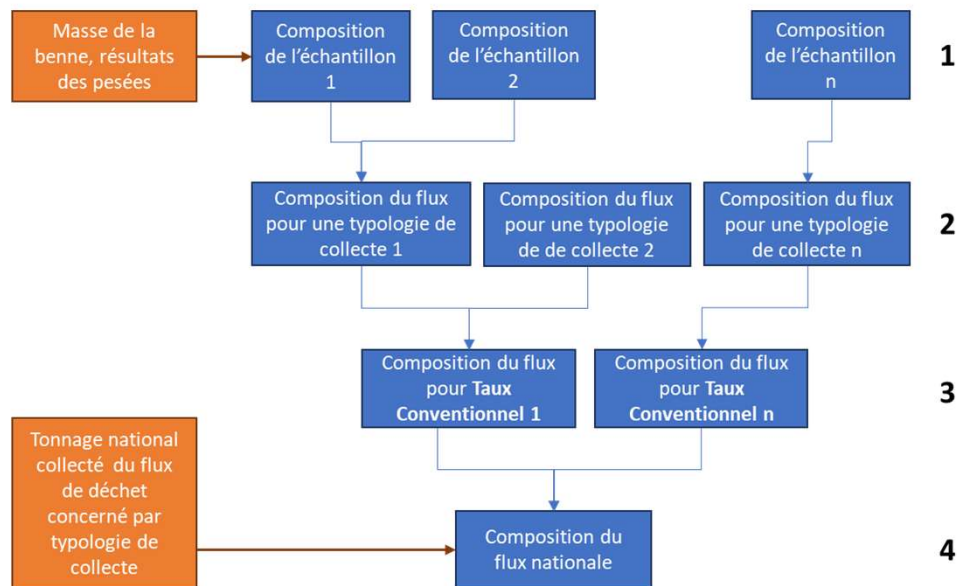 Masse de la
benne, résultats
des pesées
Composition
de l'échantillon
1
Composition
de l'échantillon
2
Composition
de l'échantillon
n
1
Composition du flux
pour une typologie de
collecte 1
Composition du flux
pour une typologie
de de collecte 2
Composition du flux
pour une typologie
de collecte n
2
Composition du flux
pour Taux
Conventionnel 1
Composition du flux
pour Taux
Conventionnel n
3
Tonnage national
collecté du flux
de déchet
concerné par
typologie de
collecte
Composition du
flux nationale
4